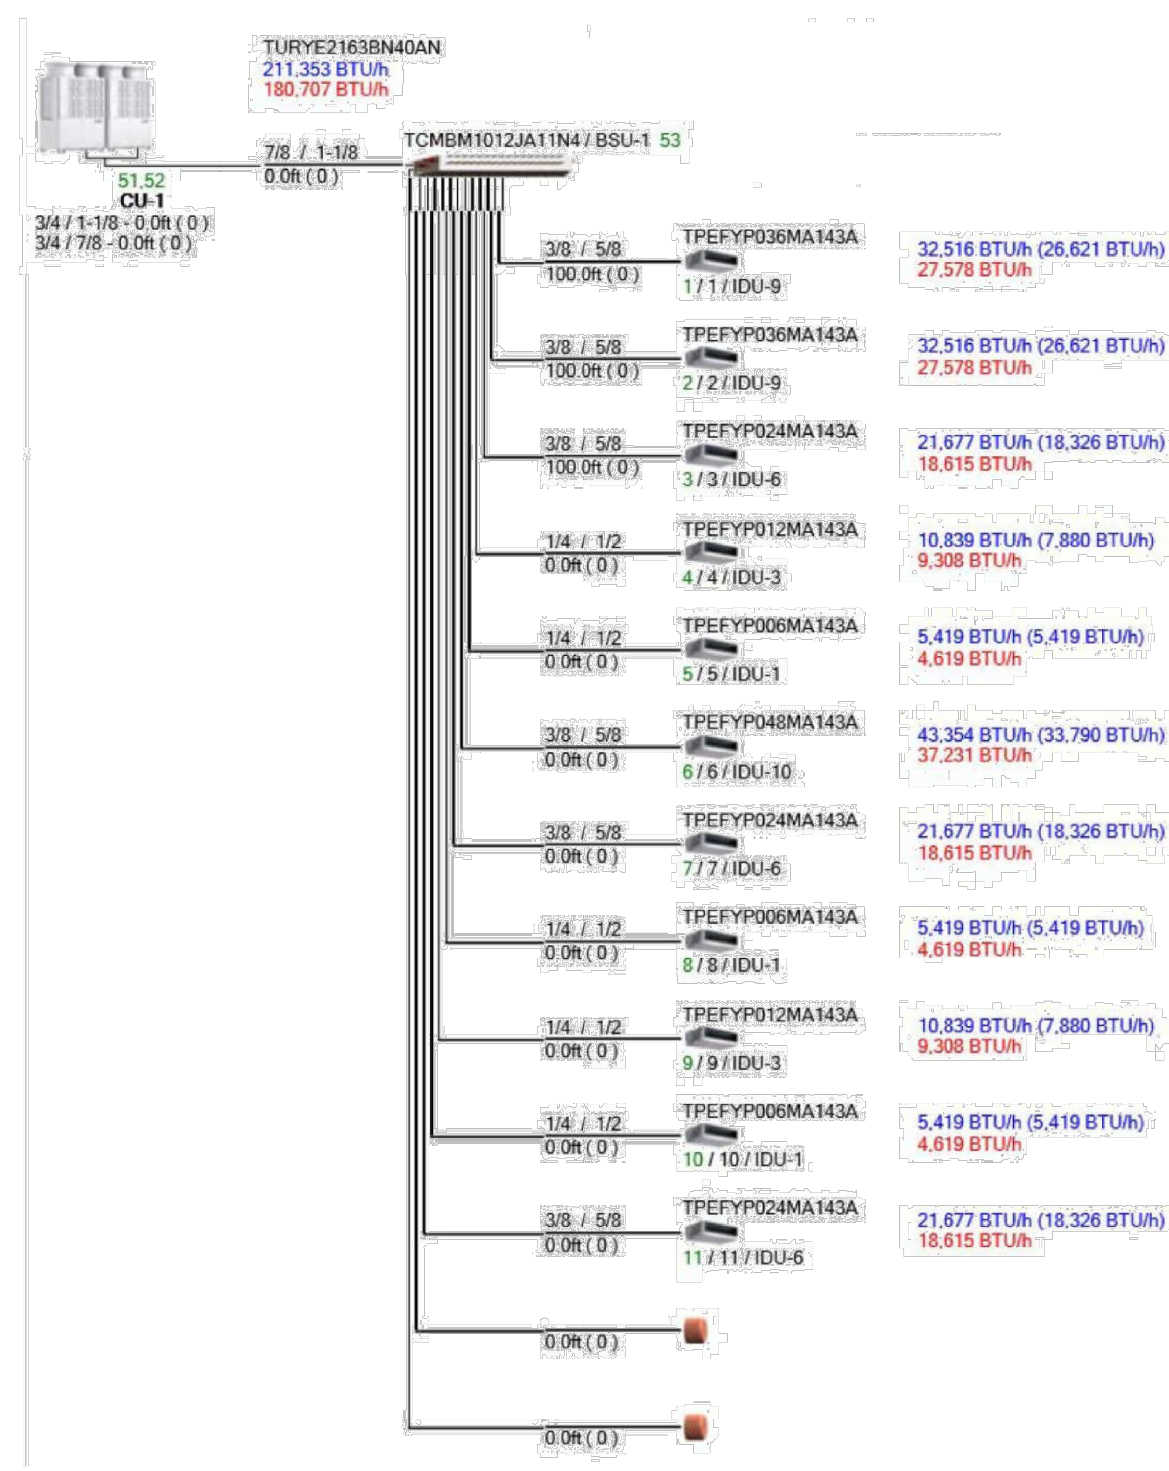 TURYE2163BN40AN
211,353 BTU/h
180,707 BTU/h
TCMBM1012JA11N4 / BSU-1 53
7/8 / 1-1/8
0.0ft ( 0 )
51,52
CU-1
3/4 / 1-1/8 - 0.0ft ( 0 )
3/4 / 7/8 - 0.0ft ( 0 )
TPEFYP036MA143A
3/8 / 5/8
100.0ft ( 0 )
1 / 1 / IDU-9
32,516 BTU/h (26,621 BTU/h)
27,578 BTU/h
TPEFYP036MA143A
3/8 / 5/8
100.0ft ( 0 )
2 / 2 / IDU-9
32,516 BTU/h (26,621 BTU/h)
27,578 BTU/h
TPEFYP024MA143A
3/8 / 5/8
100.0ft ( 0 )
3 / 3 / IDU-6
21,677 BTU/h (18,326 BTU/h)
18,615 BTU/h
TPEFYP012MA143A
1/4 / 1/2
0.0ft ( 0 )
4 / 4 / IDU-3
10,839 BTU/h (7,880 BTU/h)
9,308 BTU/h
TPEFYP006MA143A
1/4 / 1/2
0.0ft ( 0 )
5 / 5 / IDU-1
5,419 BTU/h (5,419 BTU/h)
4,619 BTU/h
TPEFYP048MA143A
3/8 / 5/8
0.0ft ( 0 )
6 / 6 / IDU-10
43,354 BTU/h (33,790 BTU/h)
37,231 BTU/h
TPEFYP024MA143A
3/8 / 5/8
0.0ft ( 0 )
7 / 7 / IDU-6
21,677 BTU/h (18,326 BTU/h)
18,615 BTU/h
TPEFYP006MA143A
1/4 / 1/2
0.0ft ( 0 )
8 / 8 / IDU-1
5,419 BTU/h (5,419 BTU/h)
4,619 BTU/h
TPEFYP012MA143A
1/4 / 1/2
0.0ft ( 0 )
9 / 9 / IDU-3
10,839 BTU/h (7,880 BTU/h)
9,308 BTU/h
TPEFYP006MA143A
1/4 / 1/2
0.0ft ( 0 )
10 / 10 / IDU-1
5,419 BTU/h (5,419 BTU/h)
4,619 BTU/h
TPEFYP024MA143A
3/8 / 5/8
0.0ft ( 0 )
11 / 11 / IDU-6
21,677 BTU/h (18,326 BTU/h)
18,615 BTU/h
0.0ft ( 0 )
0.0ft ( 0 )